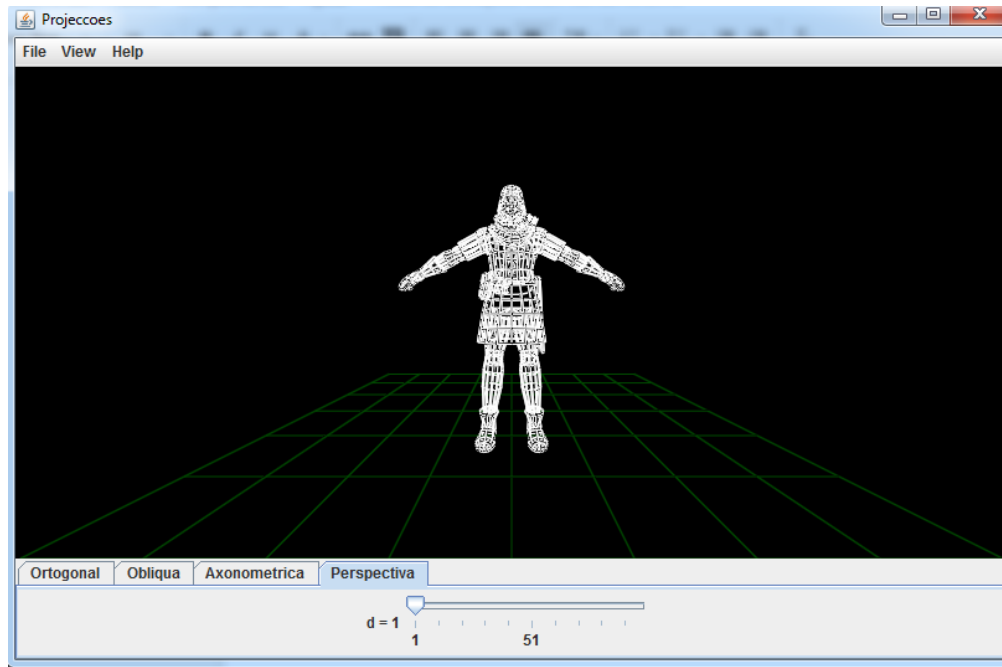 Projeccoes
File View Help
Ortogonal Obliqua Axonometrica Perspectiva
d = 1
1 51